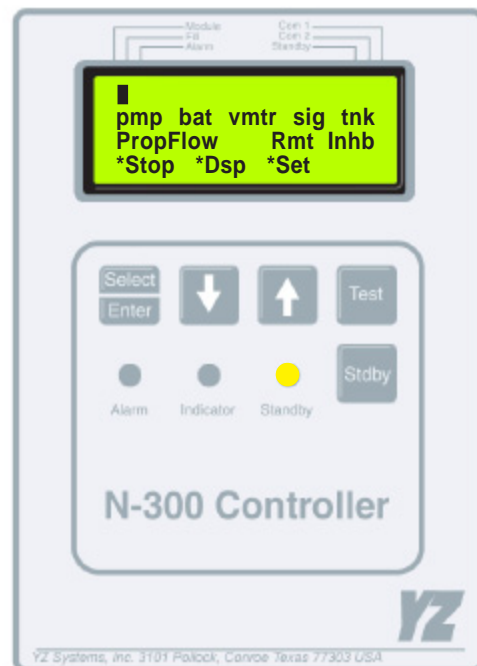 Module Com 1
Fill Com 2
Alarm Standby
pmp bat vmtr sig tnk
PropFlow Rmt Inhb
*Stop *Dsp *Set
Select
Enter
Test
Stdby
Alarm Indicator Standby
N-300 Controller
YZ
YZ Systems, Inc. 3101 Pollock, Conroe Texas 77303 USA